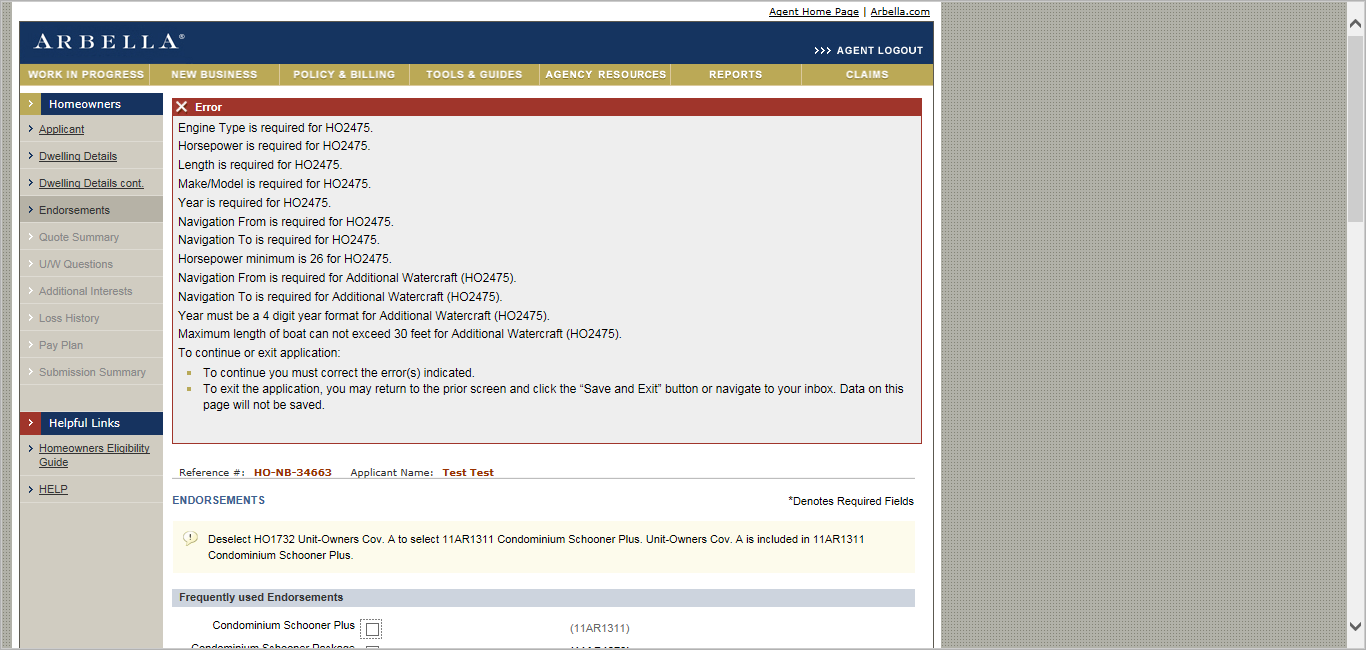 Agent Home Page | Arbella.com
ARBELLA®
>>> AGENT LOGOUT
WORK IN PROGRESS NEW BUSINESS POLICY & BILLING TOOLS & GUIDES AGENCY RESOURCES REPORTS CLAIMS
Homeowners
Applicant
Dwelling Details
Dwelling Details cont.
Endorsements
Quote Summary
U/W Questions
Additional Interests
Loss History
Pay Plan
Submission Summary
Helpful Links
Homeowners Eligibility
Guide
HELP
Error
Engine Type is required for HO2475.
Horsepower is required for HO2475.
Length is required for HO2475.
Make/Model is required for HO2475.
Year is required for HO2475.
Navigation From is required for HO2475.
Navigation To is required for HO2475.
Horsepower minimum is 26 for HO2475.
Navigation From is required for Additional Watercraft (HO2475).
Navigation To is required for Additional Watercraft (HO2475).
Year must be a 4 digit year format for Additional Watercraft (HO2475).
Maximum length of boat can not exceed 30 feet for Additional Watercraft (HO2475).
To continue or exit application:
To continue you must correct the error(s) indicated.
To exit the application, you may return to the prior screen and click the “Save and Exit” button or navigate to your inbox. Data on this
page will not be saved.
Reference #: HO-NB-34663 Applicant Name: Test Test
ENDORSEMENTS
*Denotes Required Fields
Deselect HO1732 Unit-Owners Cov. A to select 11AR1311 Condominium Schooner Plus. Unit-Owners Cov. A is included in 11AR1311
Condominium Schooner Plus.
Frequently used Endorsements
Condominium Schooner Plus (11AR1311)
Condominium Schooner Package